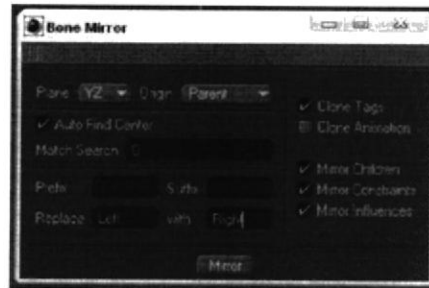 Bone Mirror
Plane YZ Origin Parent
Auto Find Center
Match Search
Prefix Suffix
Replace Left with Right
Clone Tags
Clone Animation
Mirror Children
Mirror Constraints
Mirror Influences
Mirror